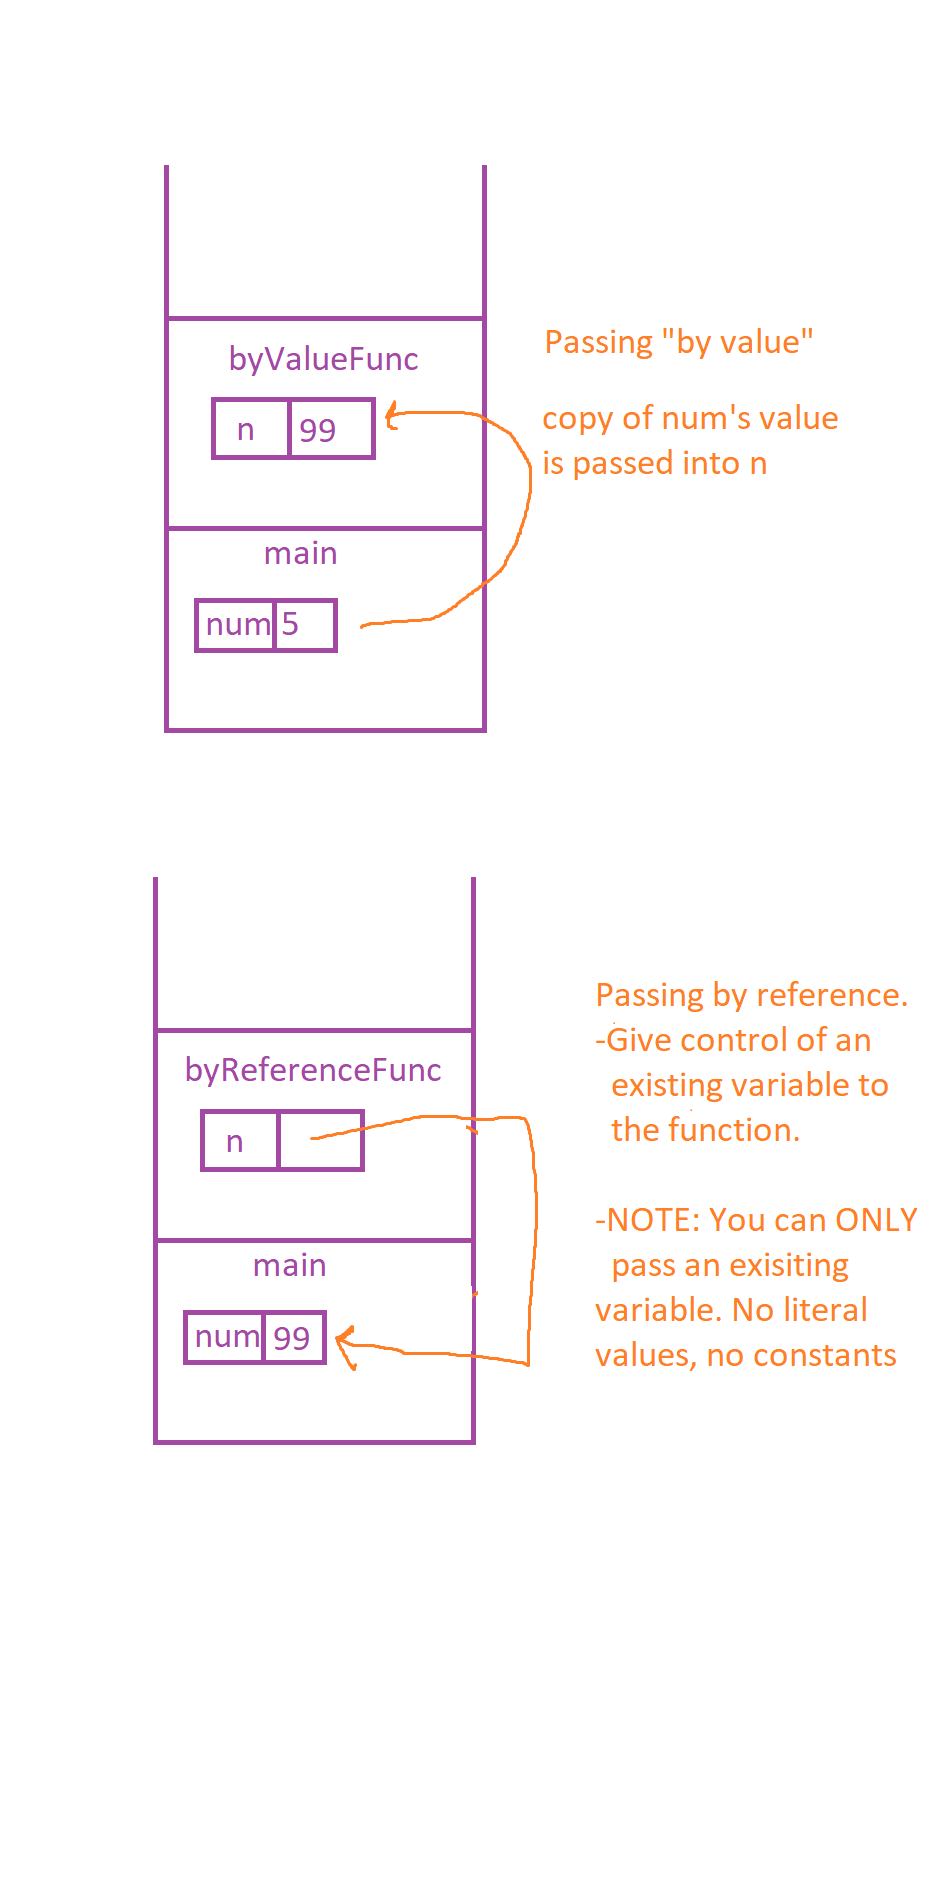 byValueFunc
n 99
main
num 5
Passing "by value"
copy of num's value
is passed into n
byReferenceFunc
n
main
num 99
Passing by reference.
-Give control of an
existing variable to
the function.
-NOTE: You can ONLY
pass an exisiting
variable. No literal
values, no constants